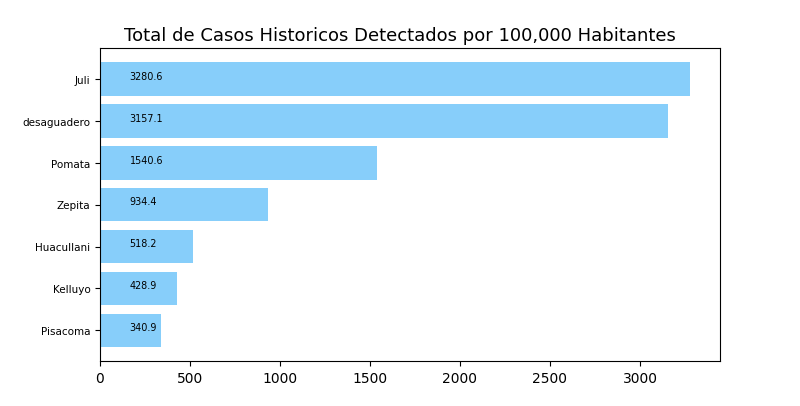 Total de Casos Historicos Detectados por 100,000 Habitantes
Juli 3280.6
desaguadero 3157.1
Pomata 1540.6
Zepita 934.4
Huacullani 518.2
Kelluyo 428.9
Pisacoma 340.9
0 500 1000 1500 2000 2500 3000